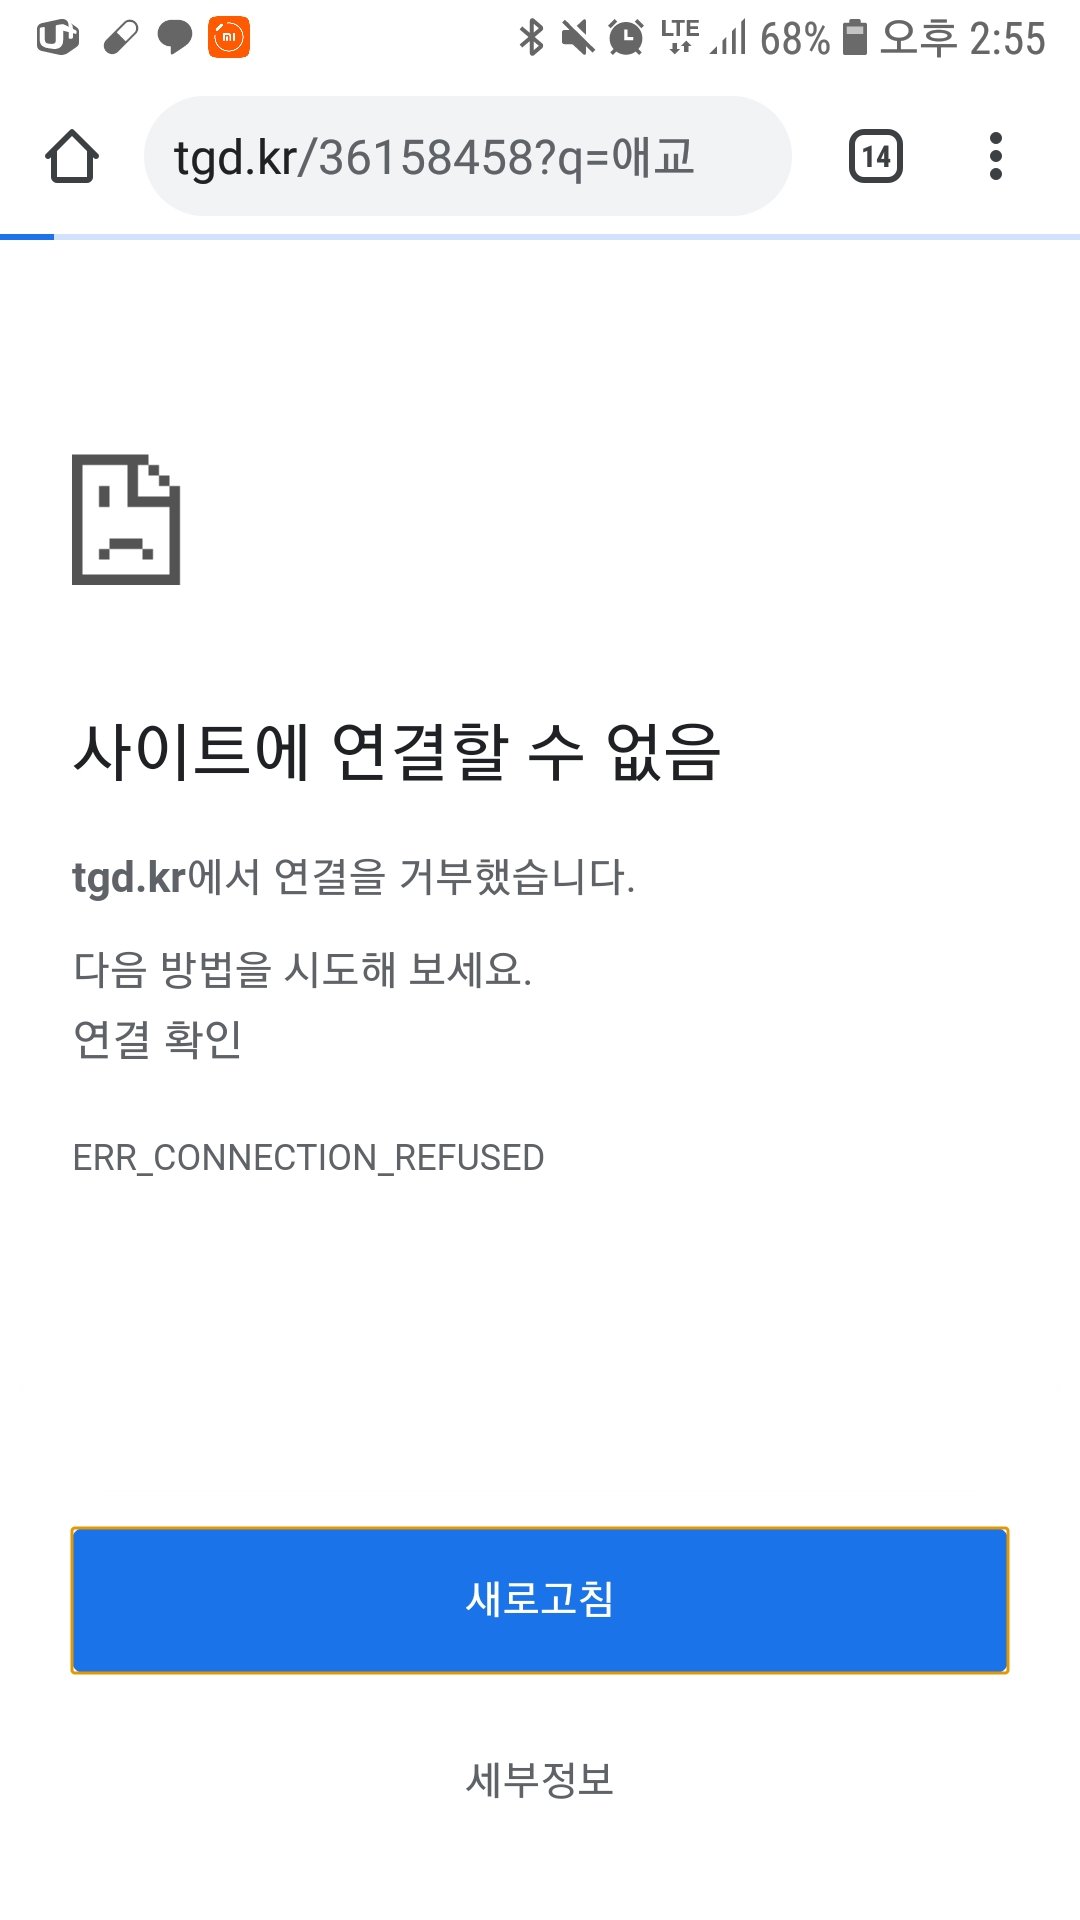 LTE 68% 오후 2:55
tgd.kr/36158458?q=애교
14
사이트에 연결할 수 없음
tgd.kr에서 연결을 거부했습니다.
다음 방법을 시도해 보세요.
연결 확인
ERR_CONNECTION_REFUSED
새로고침
세부정보